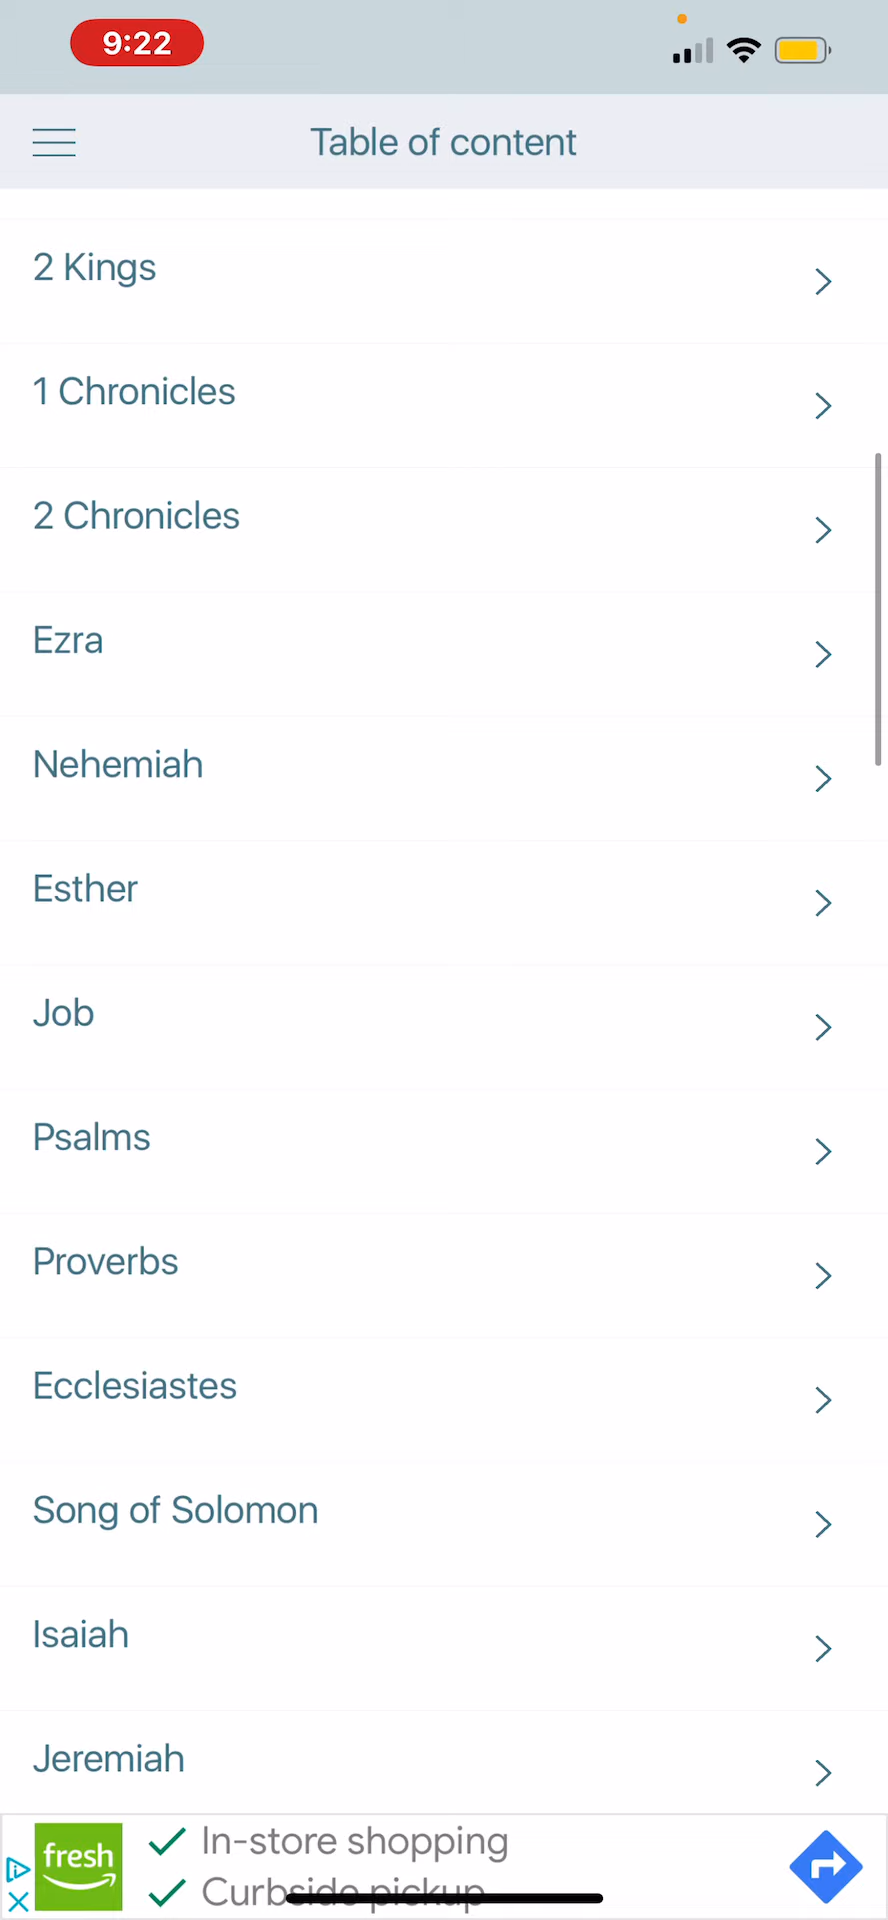 9:22
Table of content
2 Kings
1 Chronicles
2 Chronicles
Ezra
Nehemiah
Esther
Job
Psalms
Proverbs
Ecclesiastes
Song of Solomon
Isaiah
Jeremiah
fresh
In-store shopping
Curbside pickup